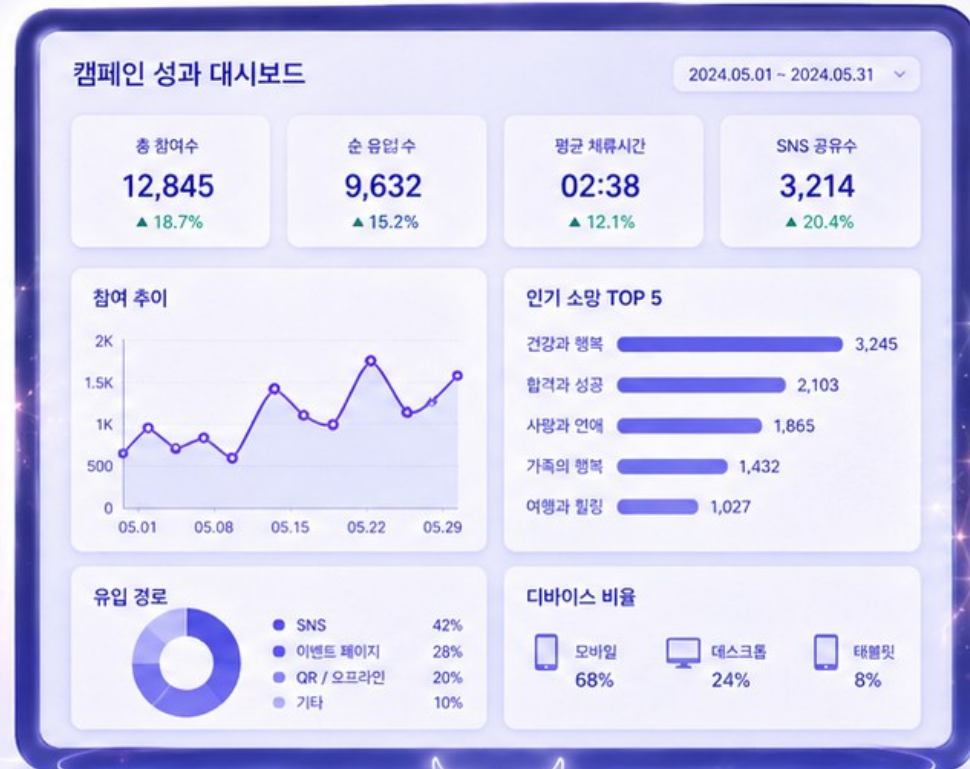 캠페인 성과 대시보드
2024.05.01 ~ 2024.05.31
총 참여수
12,845
▲ 18.7%
순 유입 수
9,632
▲ 15.2%
평균 체류시간
02:38
▲ 12.1%
SNS 공유수
3,214
▲ 20.4%
참여 추이
2K
1.5K
1K
500
0
05.01 05.08 05.15 05.22 05.29
인기 소망 TOP 5
건강과 행복 3,245
합격과 성공 2,103
사랑과 연애 1,865
가족의 행복 1,432
여행과 힐링 1,027
유입 경로
SNS 42%
이벤트 페이지 28%
QR / 오프라인 20%
기타 10%
디바이스 비율
모바일
68%
데스크톱
24%
태블릿
8%